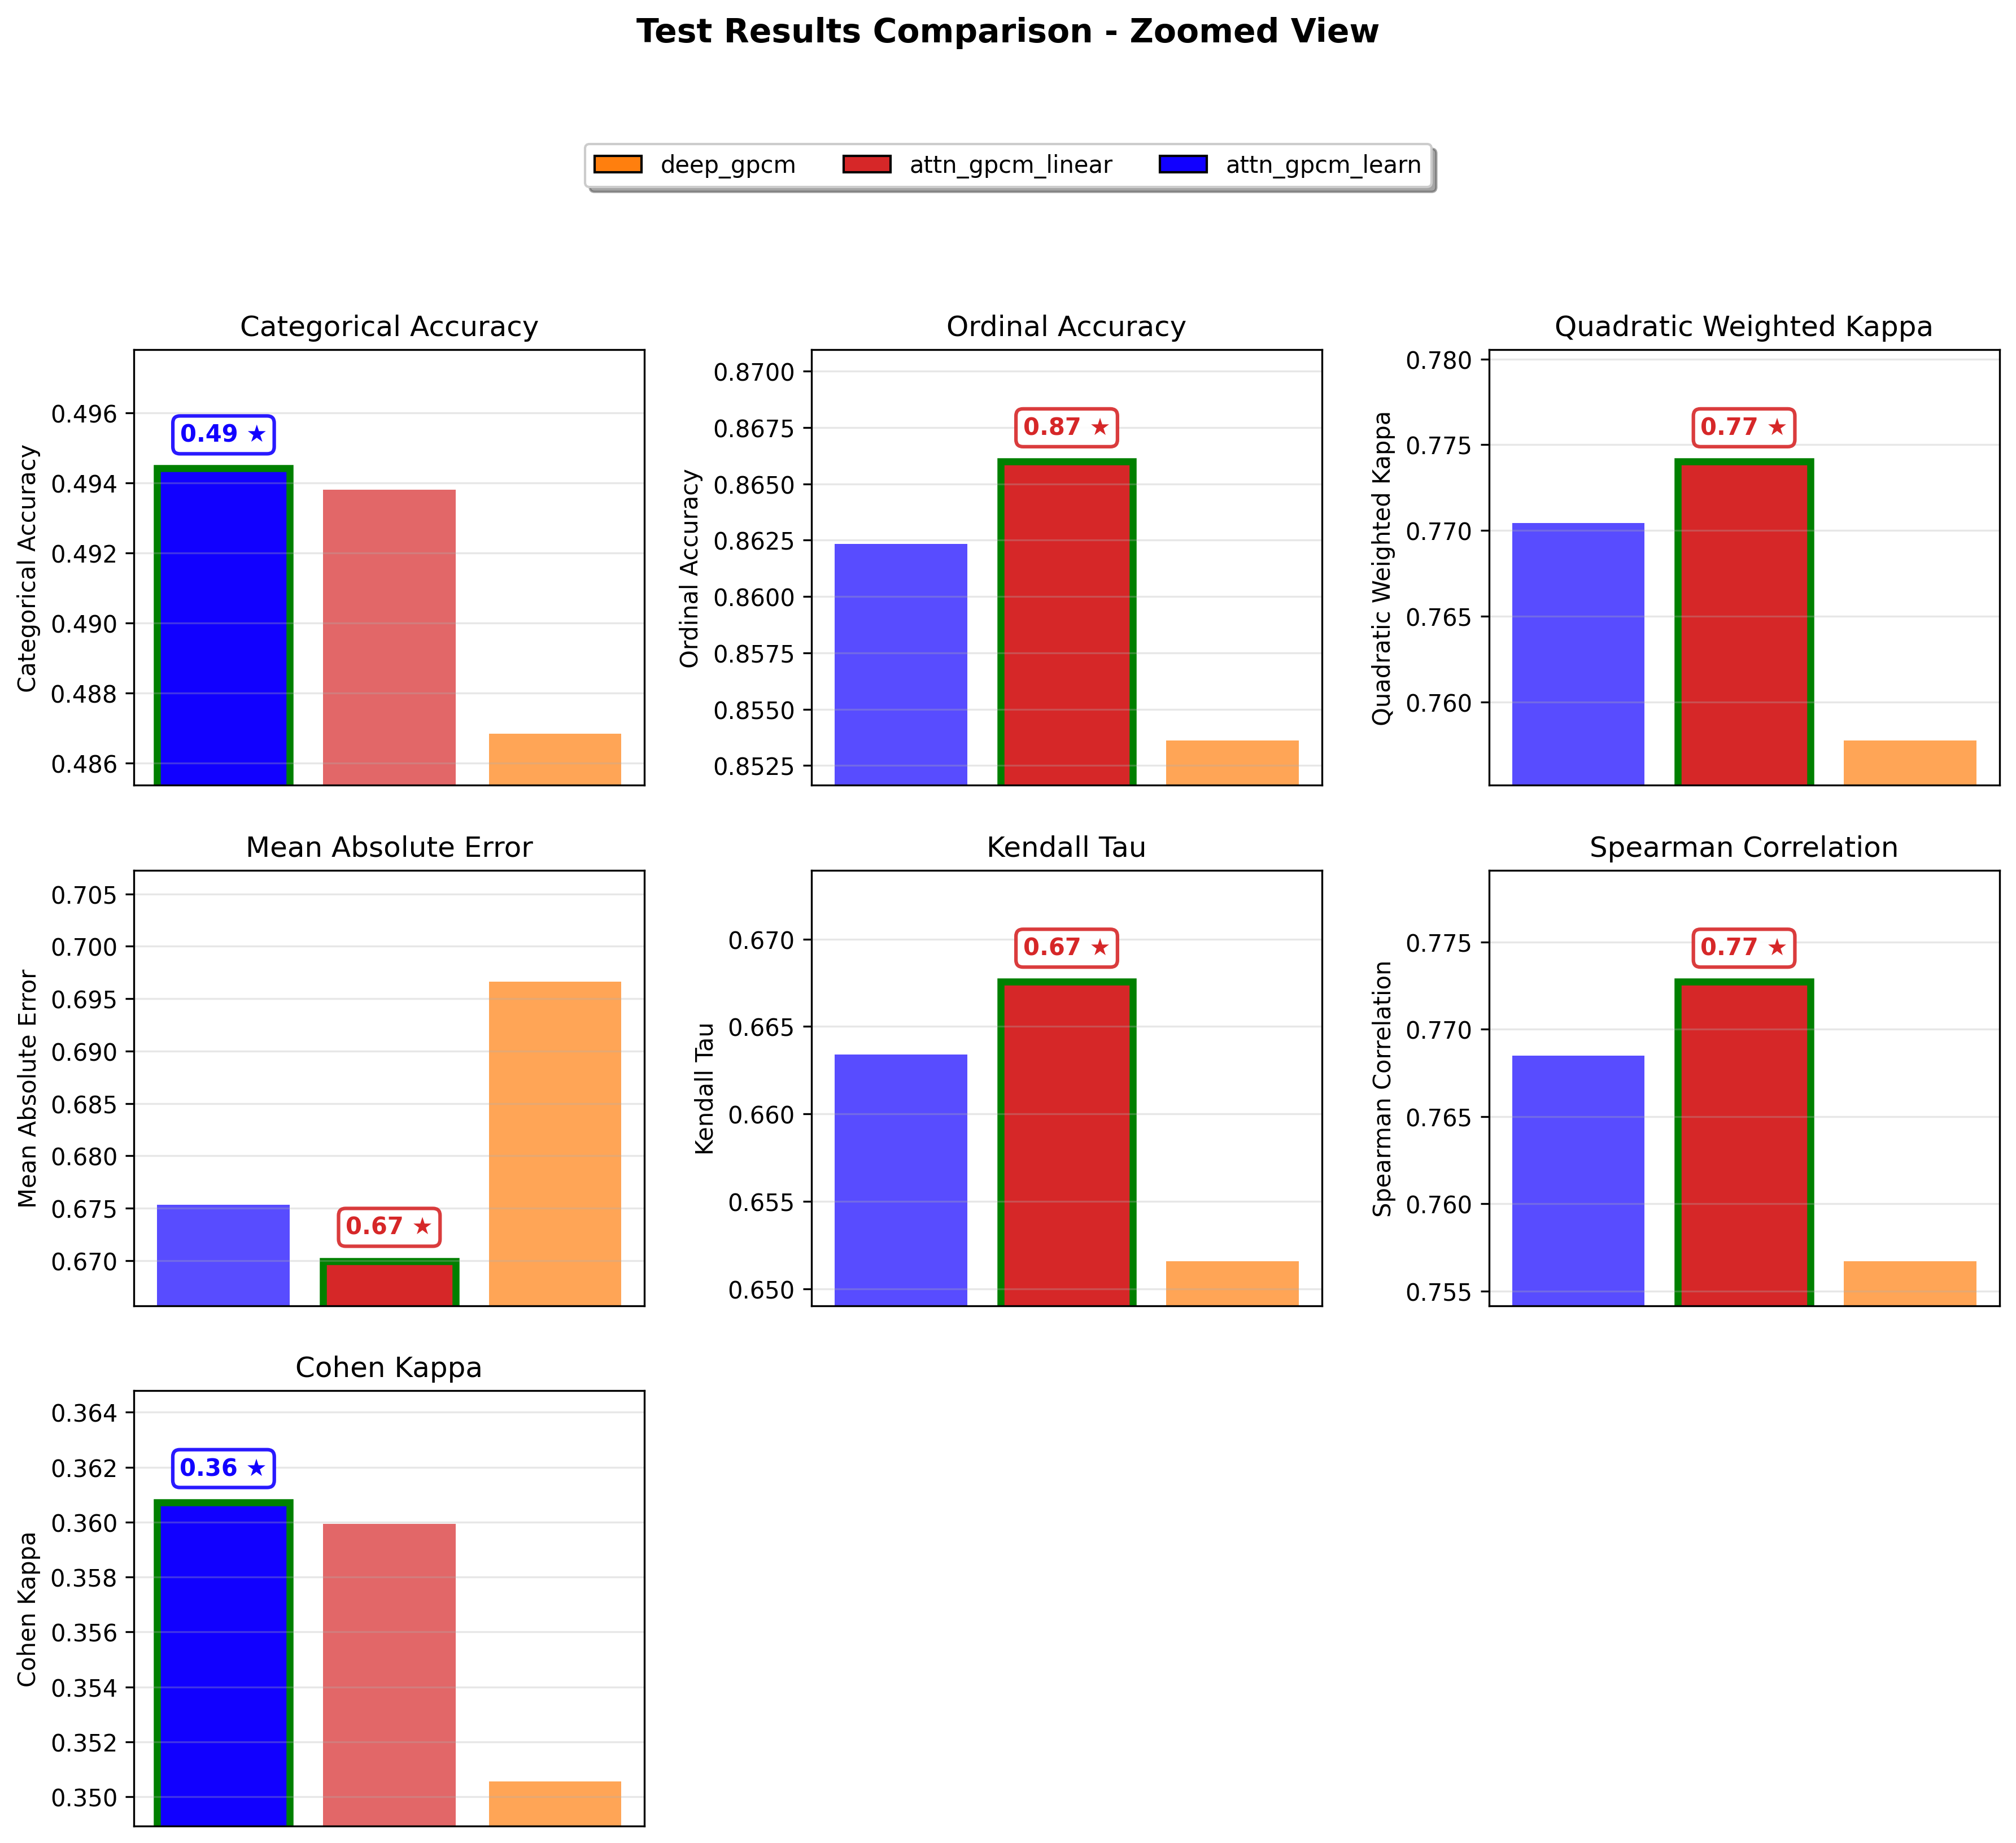 Test Results Comparison - Zoomed View
deep_gpcm
attn_gpcm_linear
attn_gpcm_learn
Categorical Accuracy
Categorical Accuracy
0.496
0.494
0.492
0.490
0.488
0.486
0.49 ★
Ordinal Accuracy
Ordinal Accuracy
0.8700
0.8675
0.8650
0.8625
0.8600
0.8575
0.8550
0.8525
0.87 ★
Quadratic Weighted Kappa
Quadratic Weighted Kappa
0.780
0.775
0.770
0.765
0.760
0.77 ★
Mean Absolute Error
Mean Absolute Error
0.705
0.700
0.695
0.690
0.685
0.680
0.675
0.670
0.67 ★
Kendall Tau
Kendall Tau
0.670
0.665
0.660
0.655
0.650
0.67 ★
Spearman Correlation
Spearman Correlation
0.775
0.770
0.765
0.760
0.755
0.77 ★
Cohen Kappa
Cohen Kappa
0.364
0.362
0.360
0.358
0.356
0.354
0.352
0.350
0.36 ★